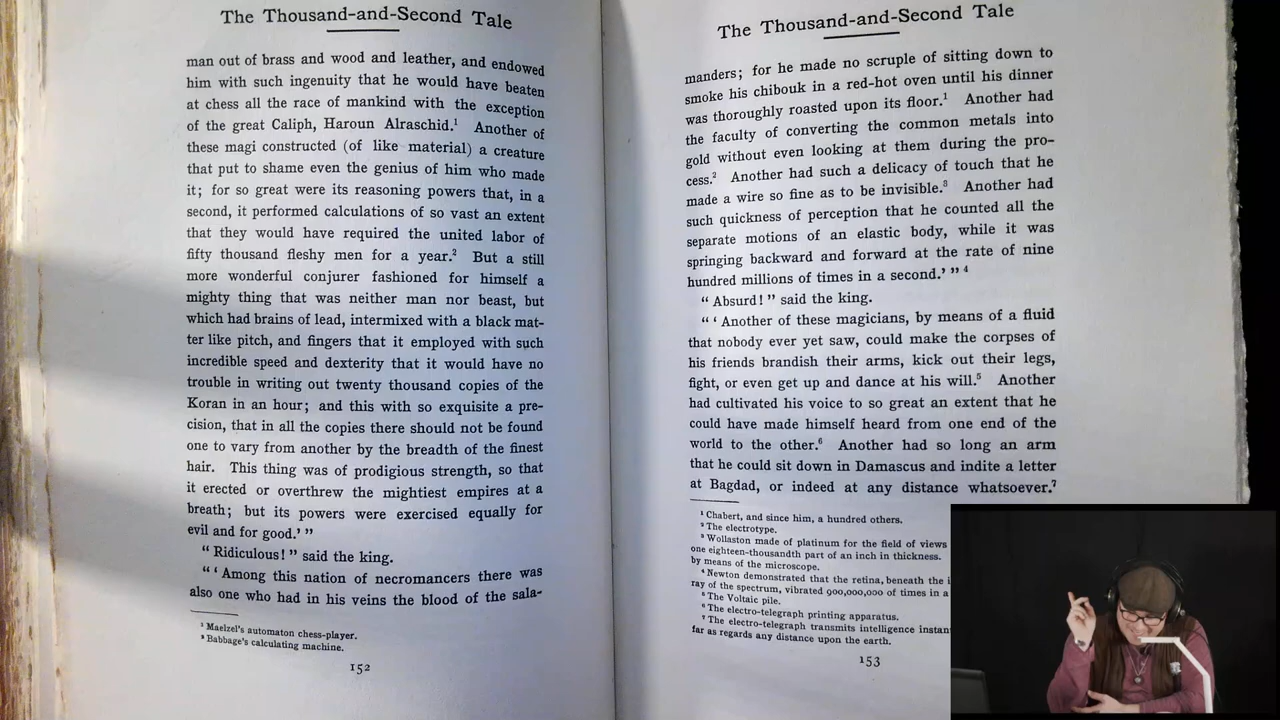 The Thousand-and-Second Tale
man out of brass and wood and leather, and endowed
him with such ingenuity that he would have beaten
at chess all the race of mankind with the exception
of the great Caliph, Haroun Alraschid.¹ Another of
these magi constructed (of like material) a creature
that put to shame even the genius of him who made
it; for so great were its reasoning powers that, in a
second, it performed calculations of so vast an extent
that they would have required the united labor of
fifty thousand fleshy men for a year.² But a still
more wonderful conjurer fashioned for himself a
mighty thing that was neither man nor beast, but
which had brains of lead, intermixed with a black mat-
ter like pitch, and fingers that it employed with such
incredible speed and dexterity that it would have no
trouble in writing out twenty thousand copies of the
Koran in an hour; and this with so exquisite a pre-
cision, that in all the copies there should not be found
one to vary from another by the breadth of the finest
hair. This thing was of prodigious strength, so that
it erected or overthrew the mightiest empires at a
breath; but its powers were exercised equally for
evil and for good.’ ”
“ Ridiculous! ” said the king.
“ ‘ Among this nation of necromancers there was
also one who had in his veins the blood of the sala-
¹ Maelzel's automaton chess-player.
² Babbage's calculating machine.
152
The Thousand-and-Second Tale
manders; for he made no scruple of sitting down to
smoke his chibouk in a red-hot oven until his dinner
was thoroughly roasted upon its floor.¹ Another had
the faculty of converting the common metals into
gold without even looking at them during the pro-
cess.² Another had such a delicacy of touch that he
made a wire so fine as to be invisible.³ Another had
such quickness of perception that he counted all the
separate motions of an elastic body, while it was
springing backward and forward at the rate of nine
hundred millions of times in a second.’ ” ⁴
“ Absurd! ” said the king.
“ ‘ Another of these magicians, by means of a fluid
that nobody ever yet saw, could make the corpses of
his friends brandish their arms, kick out their legs,
fight, or even get up and dance at his will.⁵ Another
had cultivated his voice to so great an extent that he
could have made himself heard from one end of the
world to the other.⁶ Another had so long an arm
that he could sit down in Damascus and indite a letter
at Bagdad, or indeed at any distance whatsoever.⁷
¹ Chabert, and since him, a hundred others.
² The electrotype.
³ Wollaston made of platinum for the field of views
one eighteen-thousandth part of an inch in thickness.
by means of the microscope.
⁴ Newton demonstrated that the retina, beneath the
ray of the spectrum, vibrated 900,000,000 of times in a
⁵ The Voltaic pile.
⁶ The electro-telegraph printing apparatus.
⁷ The electro-telegraph transmits intelligence
far as regards any distance upon the earth.
153